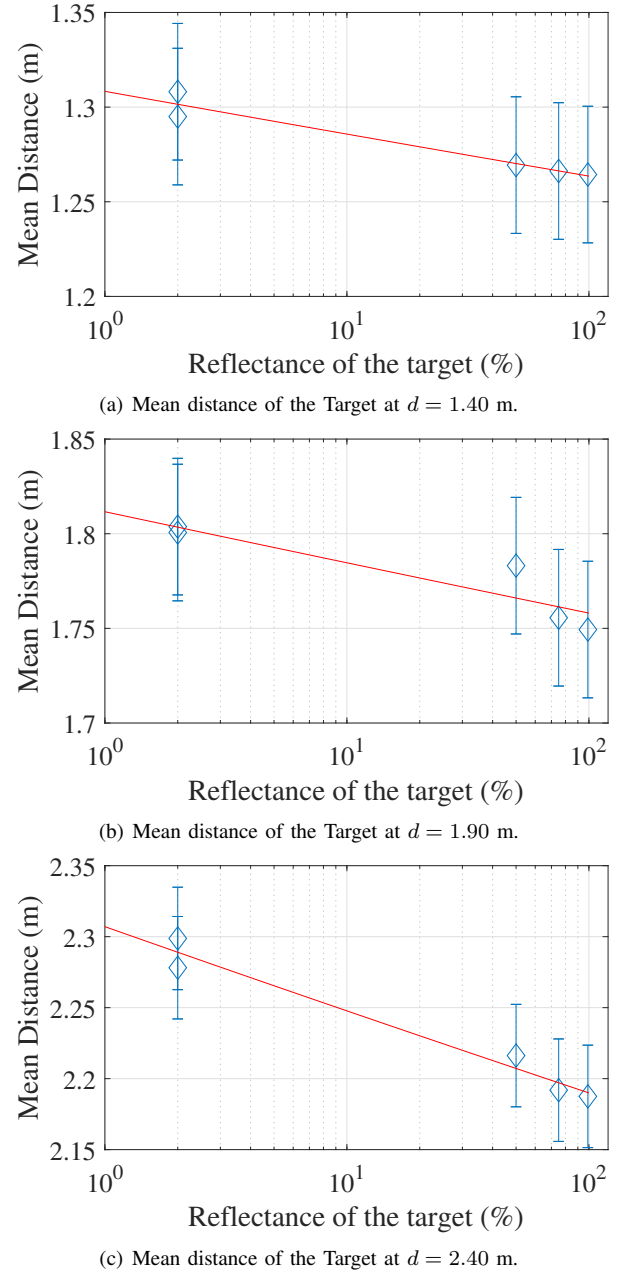 1.35
1.3
1.25
1.2
Mean Distance (m)
10^0
10^1
10^2
Reflectance of the target (%)
(a) Mean distance of the Target at d = 1.40 m.
1.85
1.8
1.75
1.7
Mean Distance (m)
10^0
10^1
10^2
Reflectance of the target (%)
(b) Mean distance of the Target at d = 1.90 m.
2.35
2.3
2.25
2.2
2.15
Mean Distance (m)
10^0
10^1
10^2
Reflectance of the target (%)
(c) Mean distance of the Target at d = 2.40 m.